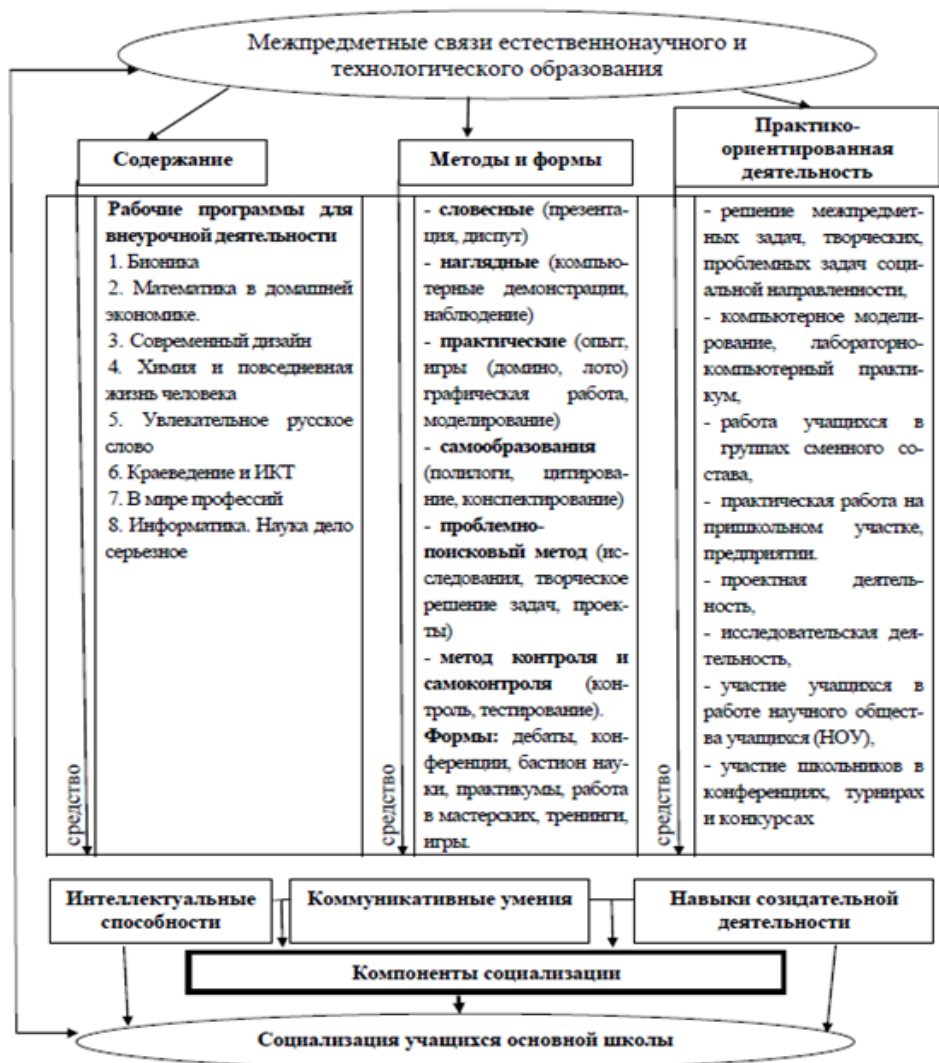 Межпредметные связи естественнонаучного и
технологического образования
Содержание
Методы и формы
Практико-
ориентированная
деятельность
Рабочие программы для
внеурочной деятельности
1. Бионика
2. Математика в домашней
экономике.
3. Современный дизайн
4. Химия и повседневная
жизнь человека
5. Увлекательное русское
слово
6. Краеведение и ИКТ
7. В мире профессий
8. Информатика. Наука дело
серьезное
средство
- словесные (презента-
ция, диспут)
- наглядные (компью-
терные демонстрации,
наблюдение)
- практические (опыт,
игры (домино, лото)
графическая работа,
моделирование)
- самообразования
(полилоги, цитирова-
ние, конспектирование)
- проблемно-
поисковый метод (ис-
следования, творческое
решение задач, проек-
ты)
- метод контроля и
самоконтроля (кон-
троль, тестирование).
Формы: дебаты, кон-
ференции, бастион нау-
ки, практикумы, работа
в мастерских, тренинги,
игры.
средство
- решение межпредмет-
ных задач, творческих,
проблемных задач соци-
альной направленности,
- компьютерное модели-
рование, лабораторно-
компьютерный практи-
кум,
- работа учащихся в
группах сменного со-
става,
- практическая работа на
пришкольном участке,
предприятии.
- проектная деятель-
ность,
- исследовательская дея-
тельность,
- участие учащихся в
работе научного общест-
ва учащихся (НОУ),
- участие школьников в
конференциях, турнирах
и конкурсах
средство
Интеллектуальные
способности
Коммуникативные умения
Навыки созидательной
деятельности
Компоненты социализации
Социализация учащихся основной школы